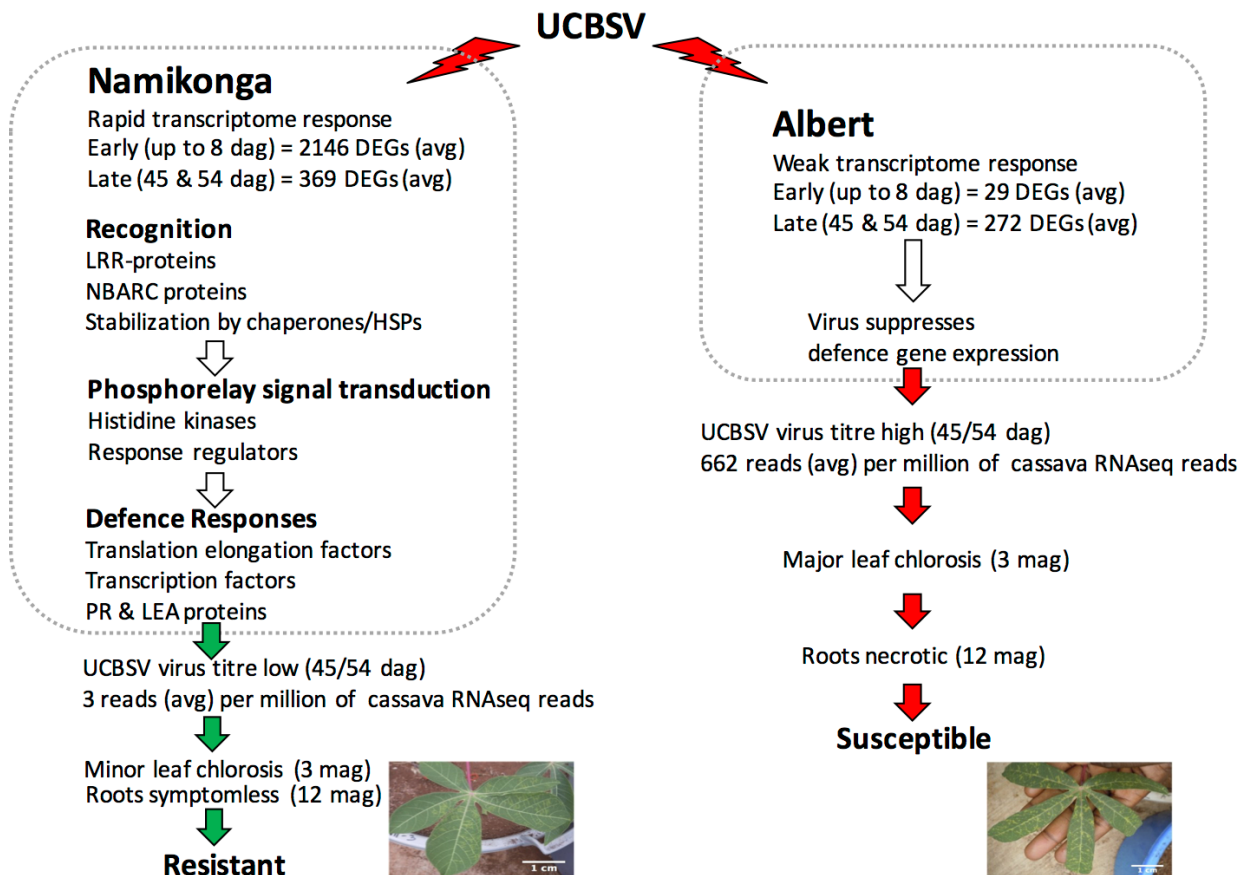 UCBSV
Namikonga
Rapid transcriptome response
Early (up to 8 dag) = 2146 DEGs (avg)
Late (45 & 54 dag) = 369 DEGs (avg)
Recognition
LRR-proteins
NBARC proteins
Stabilization by chaperones/HSPs
Phosphorelay signal transduction
Histidine kinases
Response regulators
Defence Responses
Translation elongation factors
Transcription factors
PR & LEA proteins
UCBSV virus titre low (45/54 dag)
3 reads (avg) per million of cassava RNAseq reads
Minor leaf chlorosis (3 mag)
Roots symptomless (12 mag)
Resistant
1 cm
Albert
Weak transcriptome response
Early (up to 8 dag) = 29 DEGs (avg)
Late (45 & 54 dag) = 272 DEGs (avg)
Virus suppresses
defence gene expression
UCBSV virus titre high (45/54 dag)
662 reads (avg) per million of cassava RNAseq reads
Major leaf chlorosis (3 mag)
Roots necrotic (12 mag)
Susceptible
1 cm